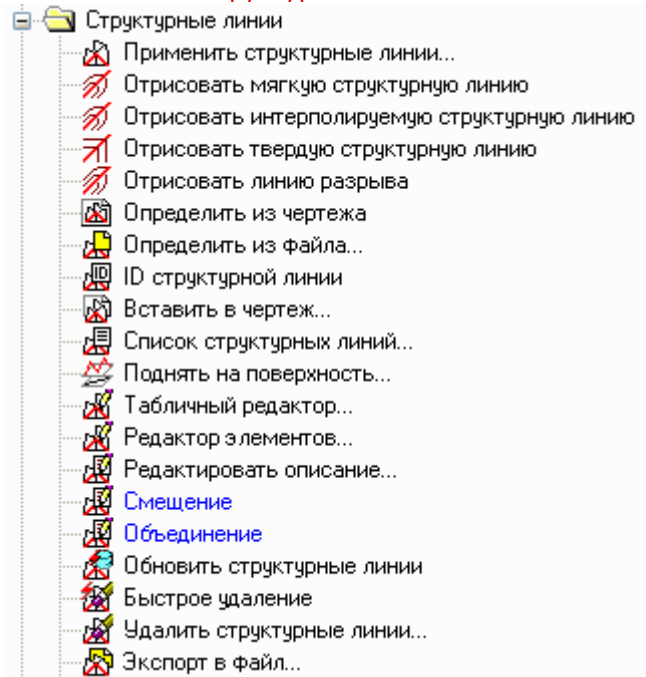 Структурные линии
Применить структурные линии...
Отрисовать мягкую структурную линию
Отрисовать интерполируемую структурную линию
Отрисовать твердую структурную линию
Отрисовать линию разрыва
Определить из чертежа
Определить из файла...
ID структурной линии
Вставить в чертеж...
Список структурных линий...
Поднять на поверхность...
Табличный редактор...
Редактор элементов...
Редактировать описание...
Смещение
Объединение
Обновить структурные линии
Быстрое удаление
Удалить структурные линии...
Экспорт в файл...